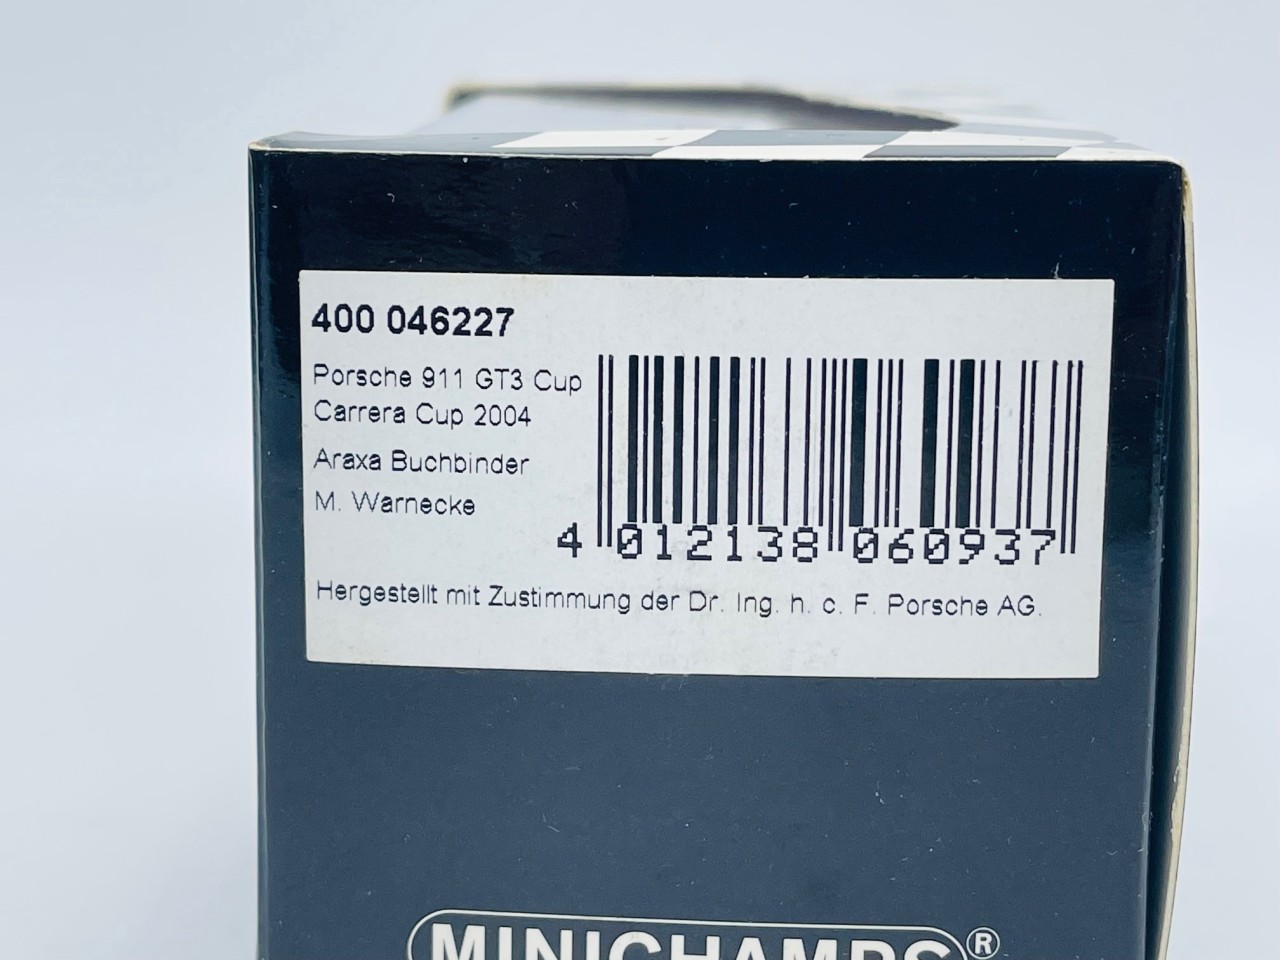 400 046227
Porsche 911 GT3 Cup
Carrera Cup 2004
Araxa Buchbinder
M. Warnecke
4 012138 060937
Hergestellt mit Zustimmung der Dr. Ing. h. c. F. Porsche AG.
MINICHAMPS®